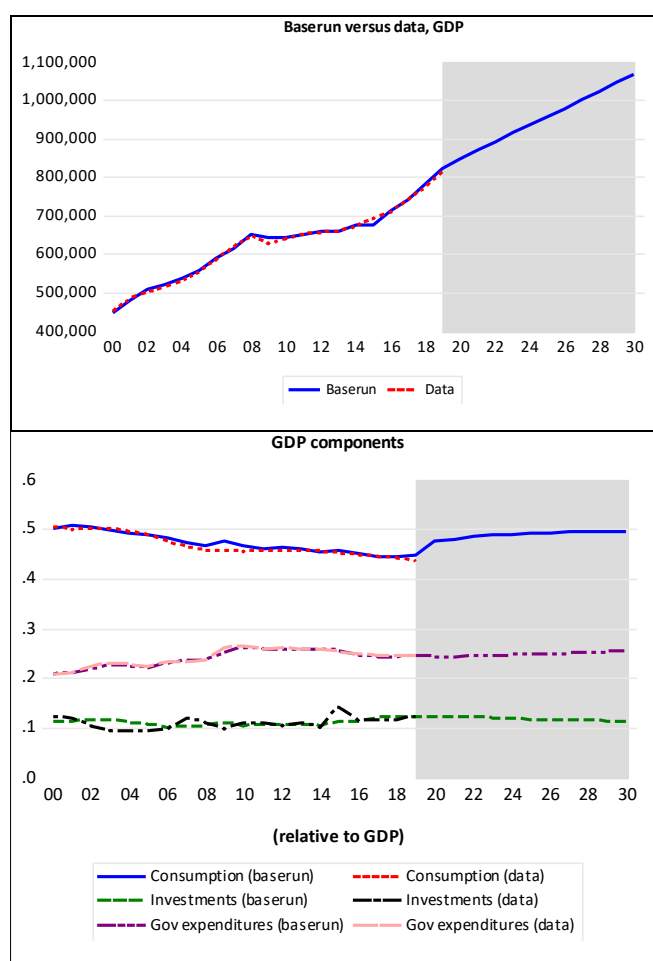 Baserun versus data, GDP
1,100,000
1,000,000
900,000
800,000
700,000
600,000
500,000
400,000
00 02 04 06 08 10 12 14 16 18 20 22 24 26 28 30
Baserun Data
GDP components
.6
.5
.4
.3
.2
.1
.0
00 02 04 06 08 10 12 14 16 18 20 22 24 26 28 30
(relative to GDP)
Consumption (baserun) Consumption (data)
Investments (baserun) Investments (data)
Gov expenditures (baserun) Gov expenditures (data)